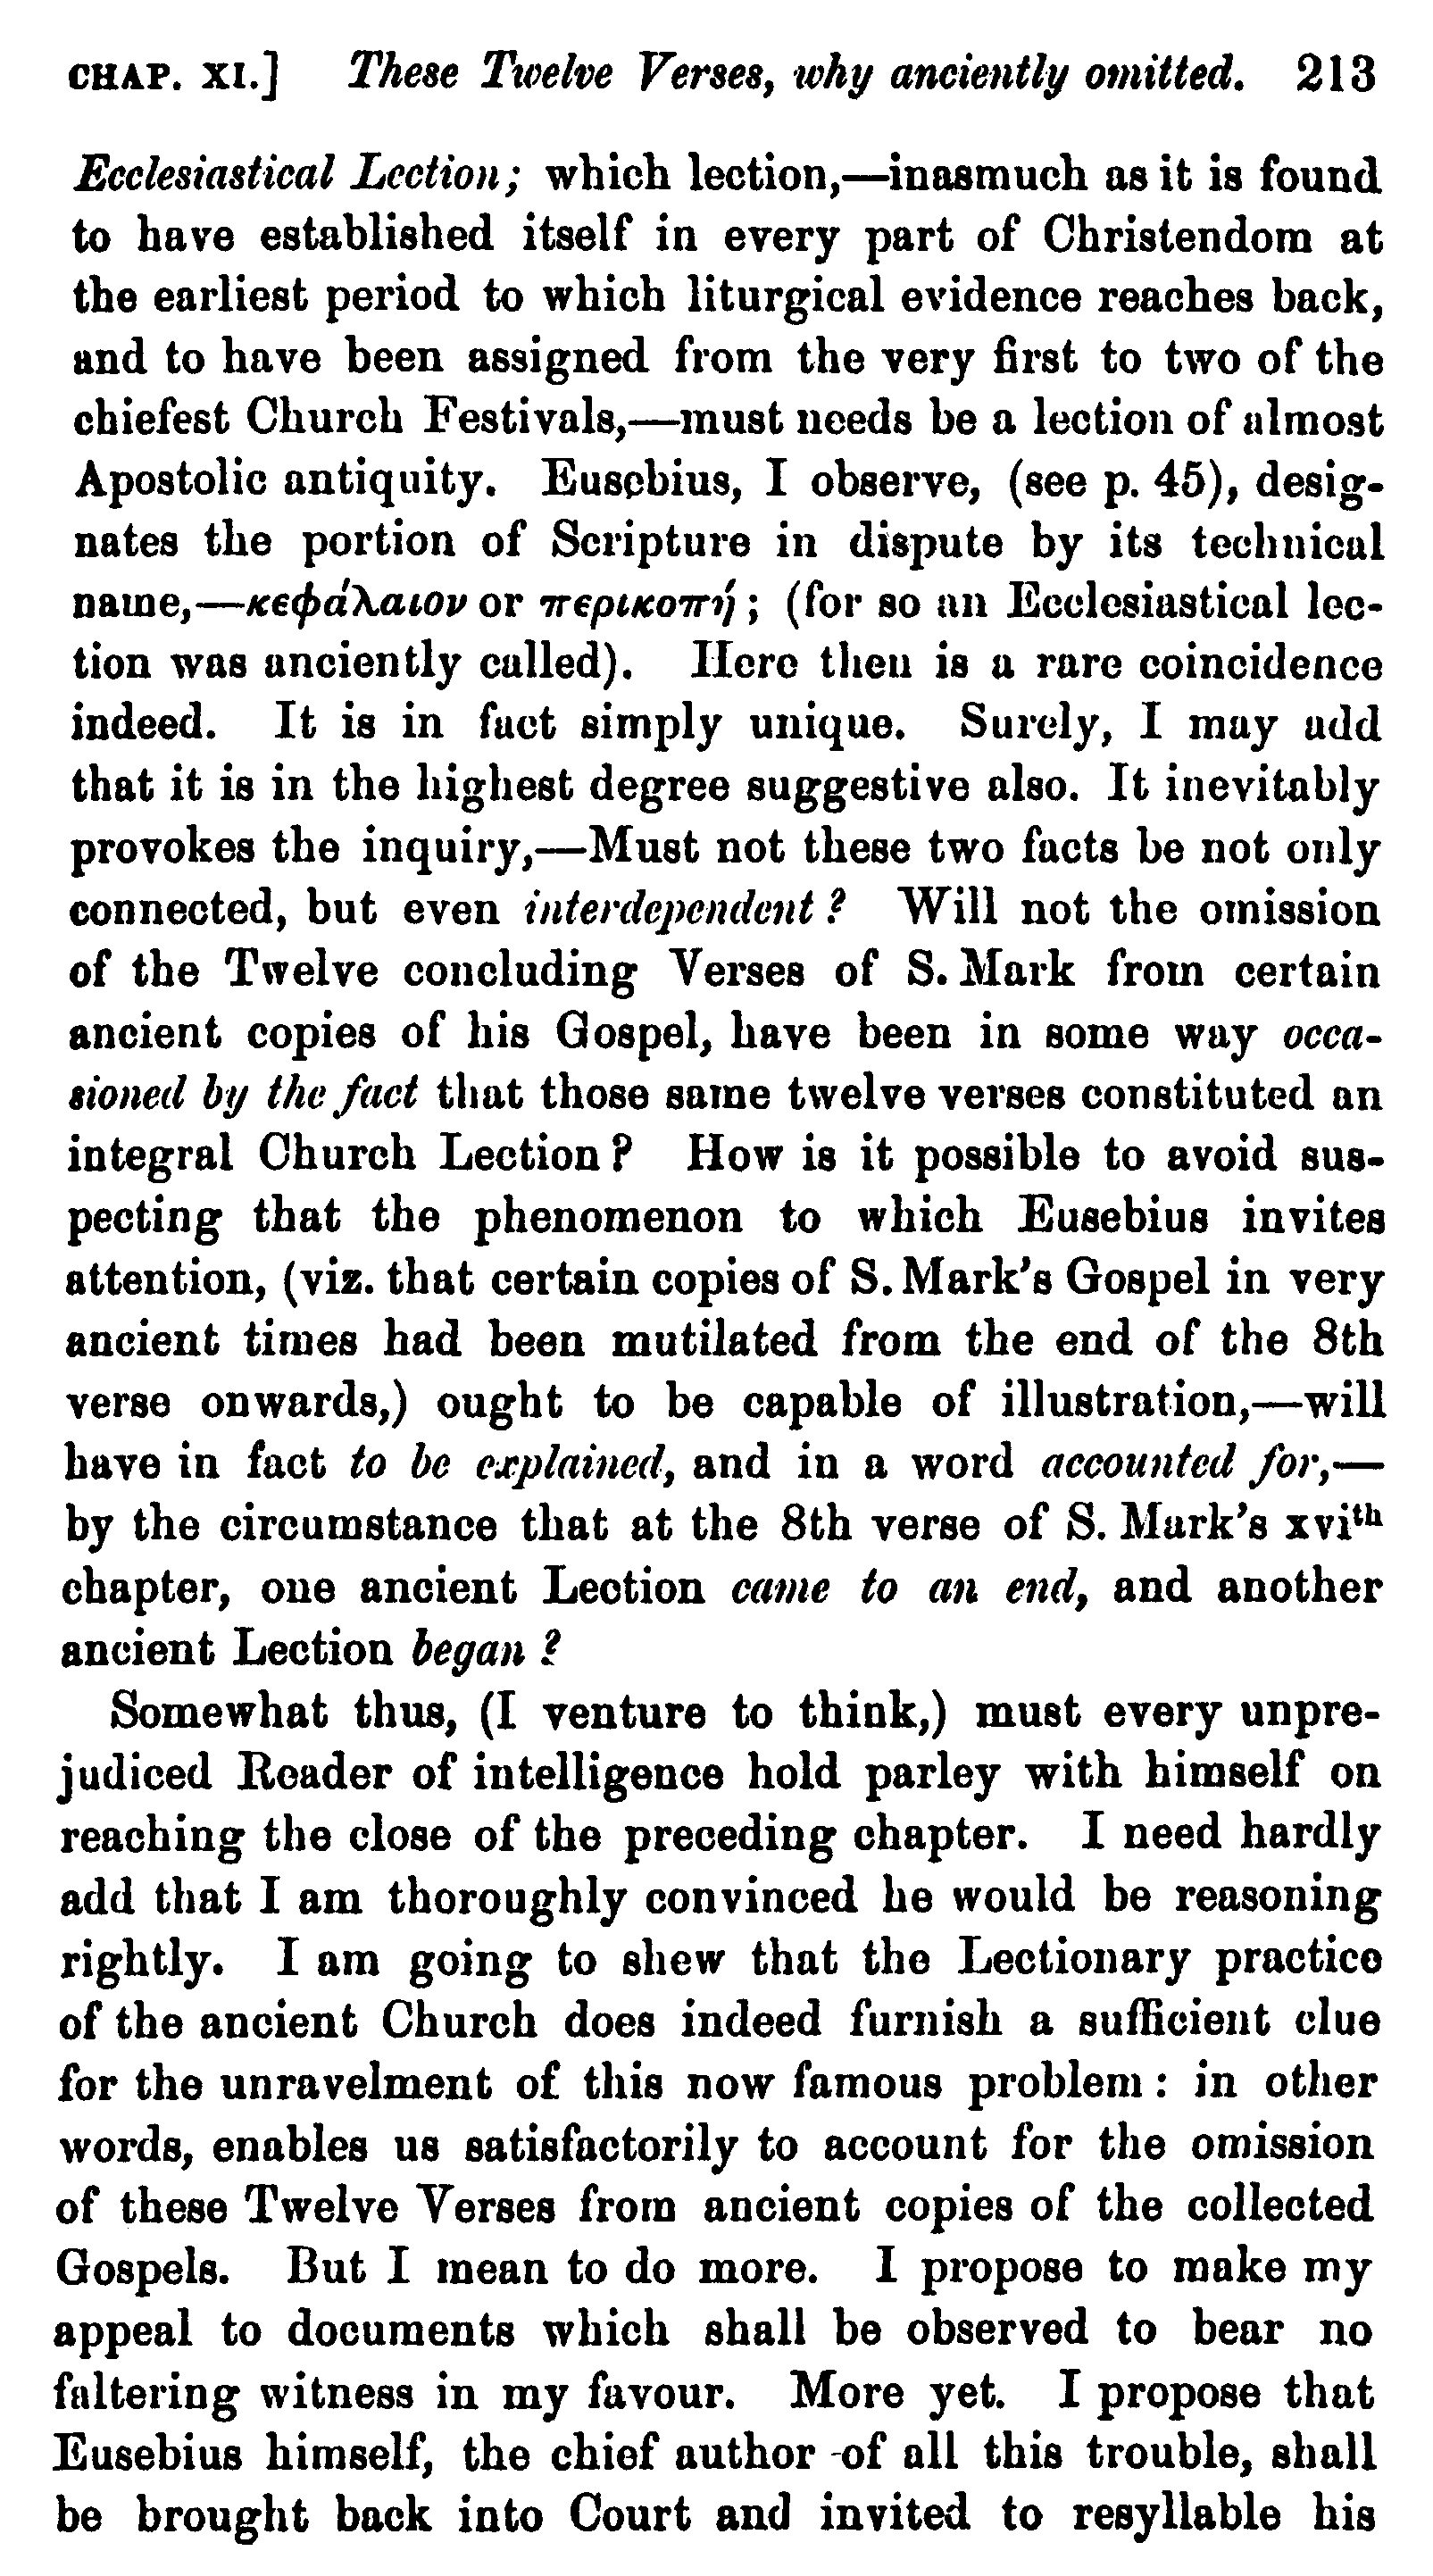 CHAP. XI.] These Twelve Verses, why anciently omitted. 213
Ecclesiastical Lection; which lection,—inasmuch as it is found
to have established itself in every part of Christendom at
the earliest period to which liturgical evidence reaches back,
and to have been assigned from the very first to two of the
chiefest Church Festivals,—must needs be a lection of almost
Apostolic antiquity. Eusebius, I observe, (see p. 45), desig-
nates the portion of Scripture in dispute by its technical
name,—κεφάλαιον or περικοπή; (for so an Ecclesiastical lec-
tion was anciently called). Here then is a rare coincidence
indeed. It is in fact simply unique. Surely, I may add
that it is in the highest degree suggestive also. It inevitably
provokes the inquiry,—Must not these two facts be not only
connected, but even interdependent? Will not the omission
of the Twelve concluding Verses of S. Mark from certain
ancient copies of his Gospel, have been in some way occa-
sioned by the fact that those same twelve verses constituted an
integral Church Lection? How is it possible to avoid sus-
pecting that the phenomenon to which Eusebius invites
attention, (viz. that certain copies of S. Mark's Gospel in very
ancient times had been mutilated from the end of the 8th
verse onwards,) ought to be capable of illustration,—will
have in fact to be explained, and in a word accounted for,—
by the circumstance that at the 8th verse of S. Mark's xvith
chapter, one ancient Lection came to an end, and another
ancient Lection began?
Somewhat thus, (I venture to think,) must every unpre-
judiced Reader of intelligence hold parley with himself on
reaching the close of the preceding chapter. I need hardly
add that I am thoroughly convinced he would be reasoning
rightly. I am going to shew that the Lectionary practice
of the ancient Church does indeed furnish a sufficient clue
for the unravelment of this now famous problem: in other
words, enables us satisfactorily to account for the omission
of these Twelve Verses from ancient copies of the collected
Gospels. But I mean to do more. I propose to make my
appeal to documents which shall be observed to bear no
faltering witness in my favour. More yet. I propose that
Eusebius himself, the chief author of all this trouble, shall
be brought back into Court and invited to resyllable his